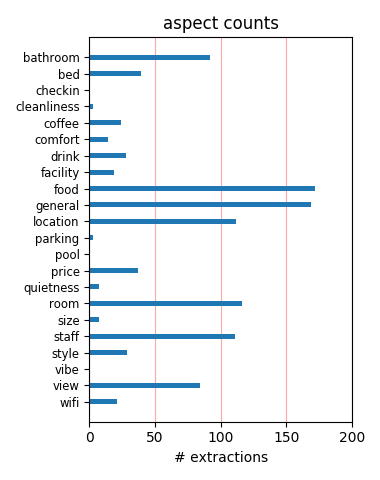 aspect counts
bathroom
bed
checkin
cleanliness
coffee
comfort
drink
facility
food
general
location
parking
pool
price
quietness
room
size
staff
style
vibe
view
wifi
0 50 100 150 200
# extractions